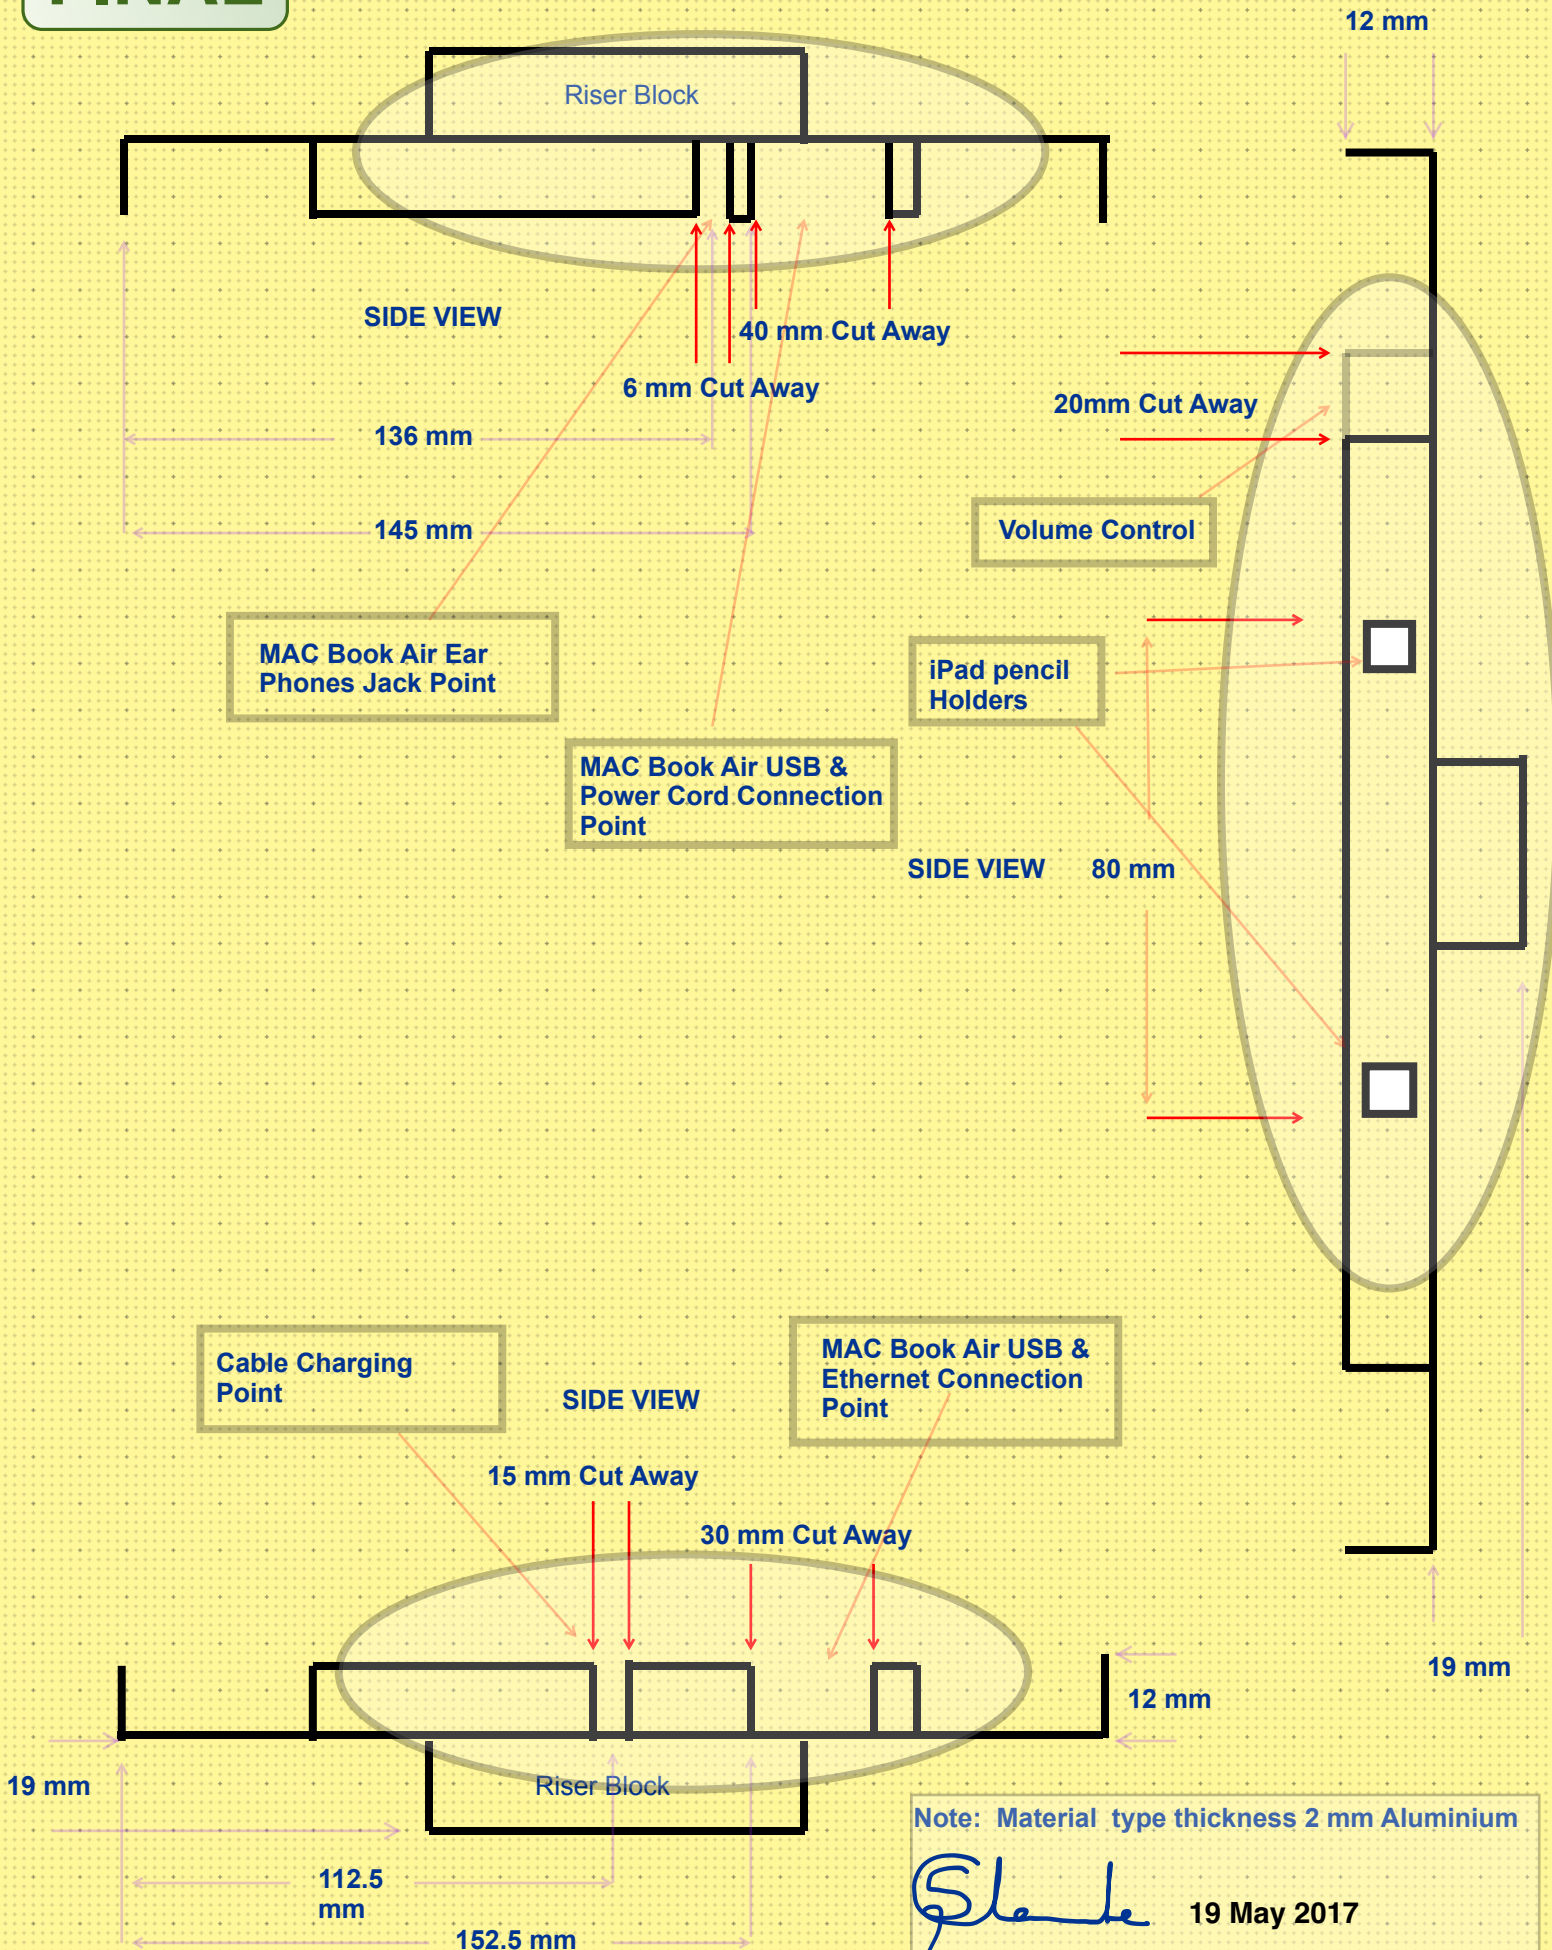 FINAL
12 mm
Riser Block
SIDE VIEW
40 mm Cut Away
6 mm Cut Away
20mm Cut Away
136 mm
145 mm
Volume Control
MAC Book Air Ear
Phones Jack Point
iPad pencil
Holders
MAC Book Air USB &
Power Cord Connection
Point
SIDE VIEW
80 mm
Cable Charging
Point
SIDE VIEW
MAC Book Air USB &
Ethernet Connection
Point
15 mm Cut Away
30 mm Cut Away
19 mm
12 mm
19 mm
Riser Block
Note: Material type thickness 2 mm Aluminium
112.5
mm
19 May 2017
152.5 mm